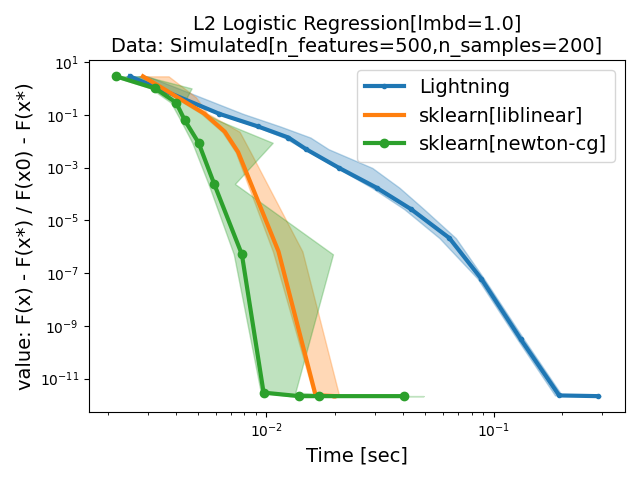 L2 Logistic Regression[lmbd=1.0]
Data: Simulated[n_features=500,n_samples=200]
value: F(x) - F(x*) / F(x0) - F(x*)
10¹
10⁻¹
10⁻³
10⁻⁵
10⁻⁷
10⁻⁹
10⁻¹¹
Lightning
sklearn[liblinear]
sklearn[newton-cg]
10⁻²
10⁻¹
Time [sec]